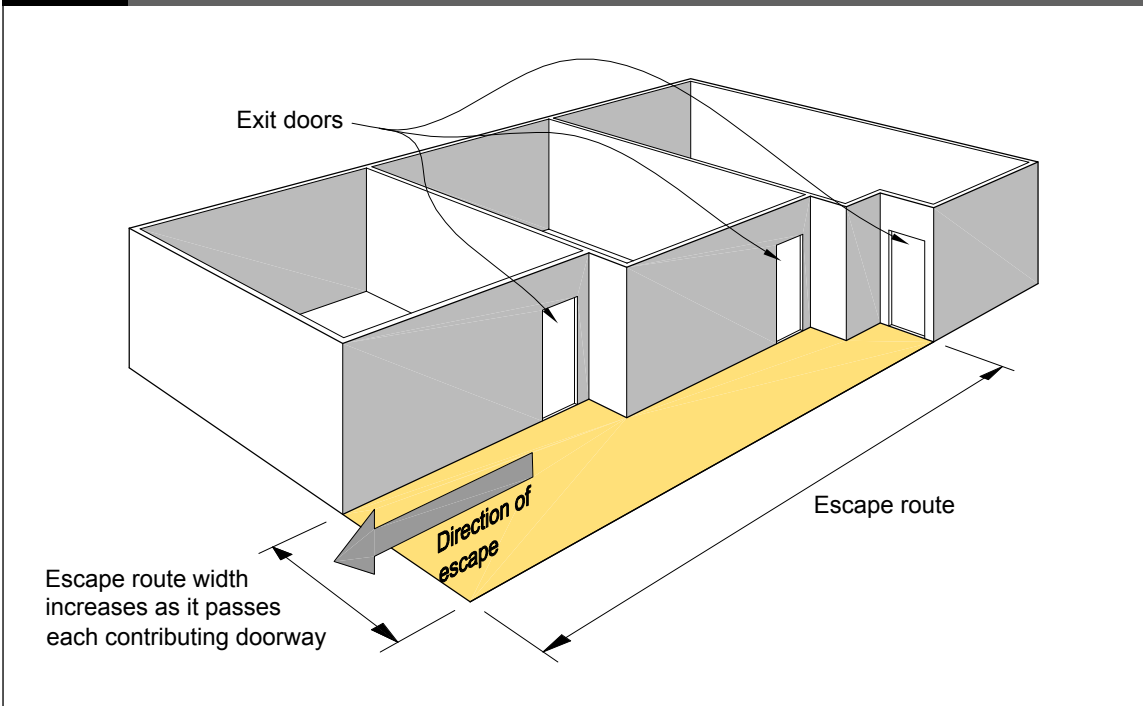 Exit doors
Direction of
escape
Escape route
Escape route width
increases as it passes
each contributing doorway